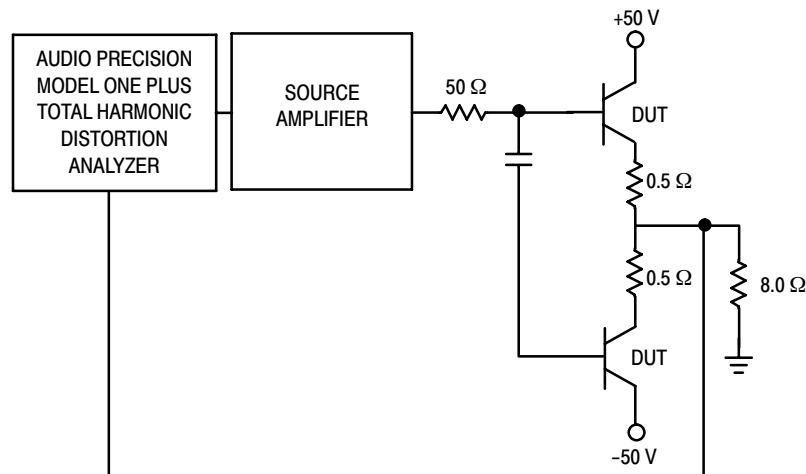 AUDIO PRECISION
MODEL ONE PLUS
TOTAL HARMONIC
DISTORTION
ANALYZER
SOURCE
AMPLIFIER
50 Ω
+50 V
DUT
0.5 Ω
0.5 Ω
8.0 Ω
DUT
–50 V